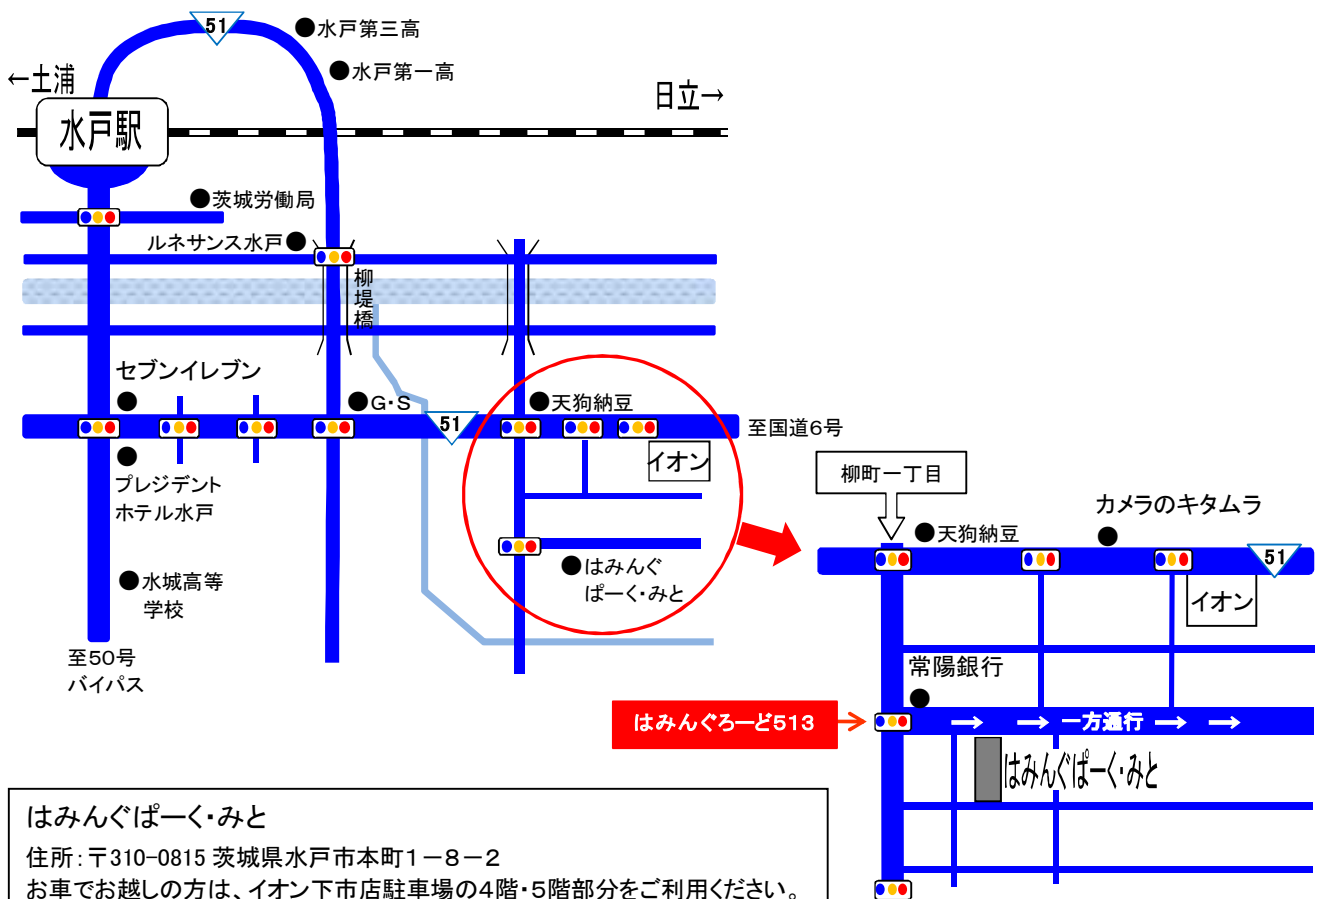 51
●水戸第三高
●水戸第一高
←土浦
日立→
水戸駅
●茨城労働局
ルネサンス水戸●
柳堤橋
セブンイレブン
●G・S
51
●天狗納豆
至国道6号
イオン
プレジデント
ホテル水戸
●はみんぐ
ぱーく・みと
●水城高等
学校
至50号
バイパス
柳町一丁目
●天狗納豆
カメラのキタムラ
51
イオン
常陽銀行
はみんぐろーど513
→ → 一方通行 → →
はみんぐぱーく・みと
はみんぐぱーく・みと
住所:〒310-0815 茨城県水戸市本町1-8-2
お車でお越しの方は、イオン下市店駐車場の4階・5階部分をご利用ください。